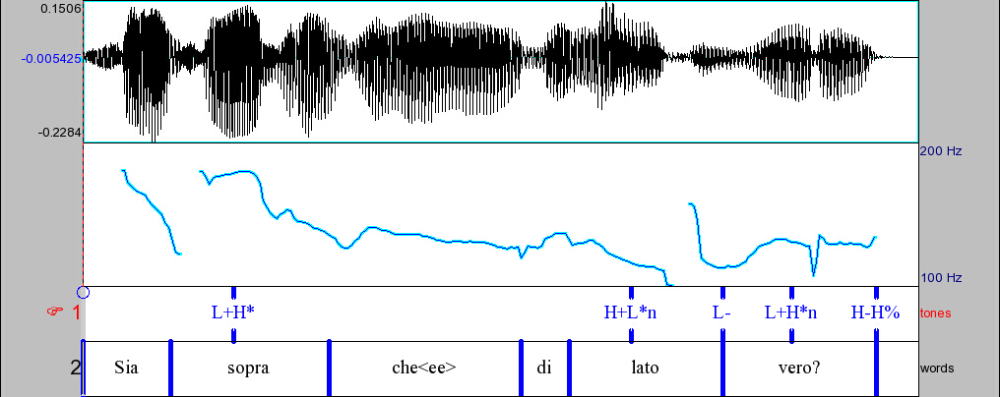 0.1506
-0.005425
-0.2284
200 Hz
100 Hz
☞ 1 L+H* H+L*n L- L+H*n H-H% tones
2 Sia sopra che<ee> di lato vero? words